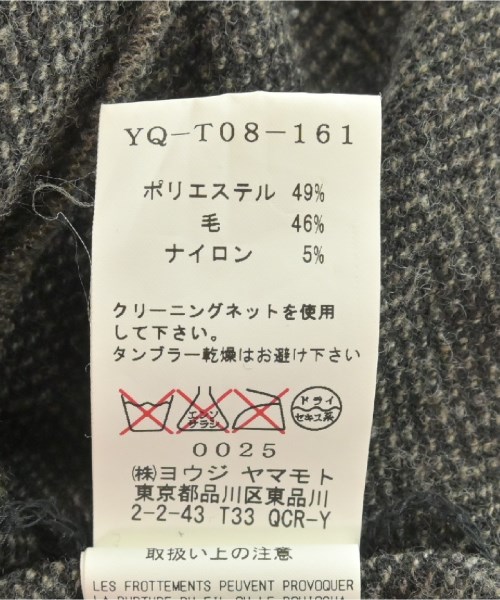 YQ-T08-161
ポリエステル 49%
毛 46%
ナイロン 5%
クリーニングネットを使用
して下さい。
タンブラー乾燥はお避け下さい
エンソ
サラシ
ドライ
セキユ系
0025
㈱ヨウジ ヤマモト
東京都品川区東品川
2-2-43 T33 QCR-Y
取扱い上の注意
LES FROTTEMENTS PEUVENT PROVOQUER